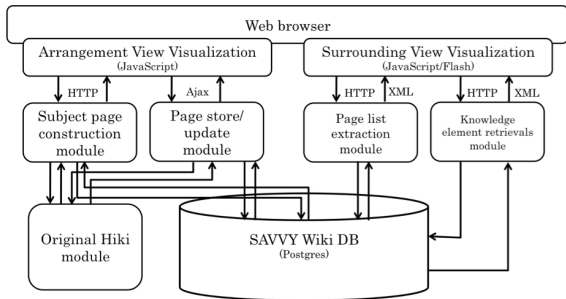 Web browser
Arrangement View Visualization
(JavaScript)
Surrounding View Visualization
(JavaScript/Flash)
HTTP
Ajax
HTTP
XML
HTTP
XML
Subject page
construction
module
Page store/
update
module
Page list
extraction
module
Knowledge
element retrievals
module
Original Hiki
module
SAVVY Wiki DB
(Postgres)